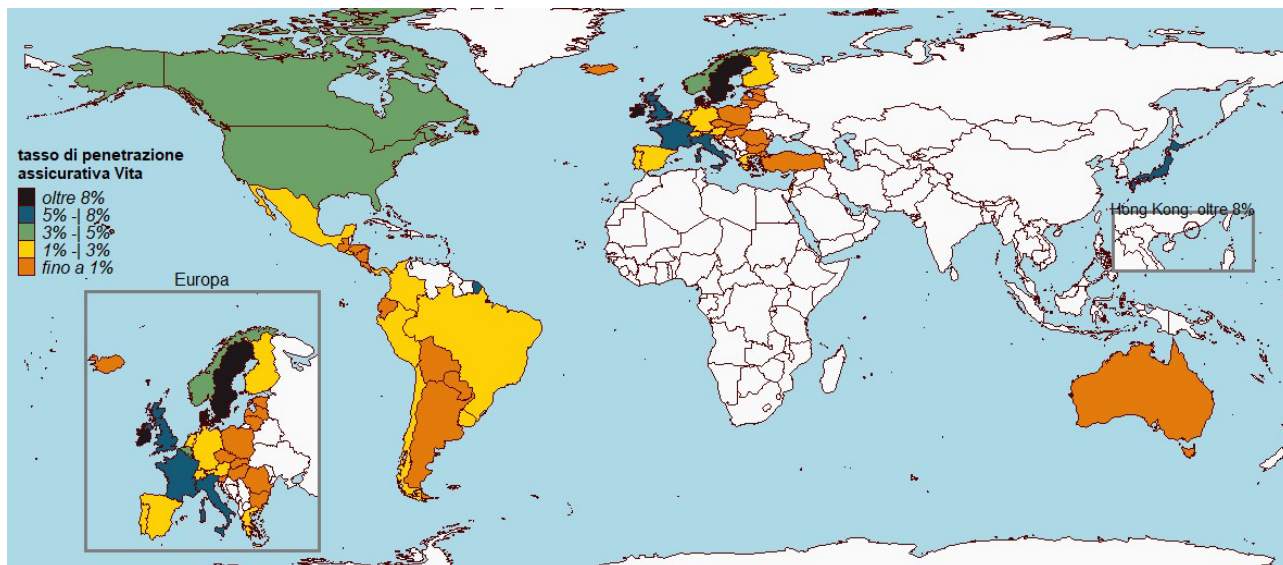 tasso di penetrazione
assicurativa Vita
oltre 8%
5% -| 8%
3% -| 5%
1% -| 3%
fino a 1%
Europa
Hong Kong: oltre 8%